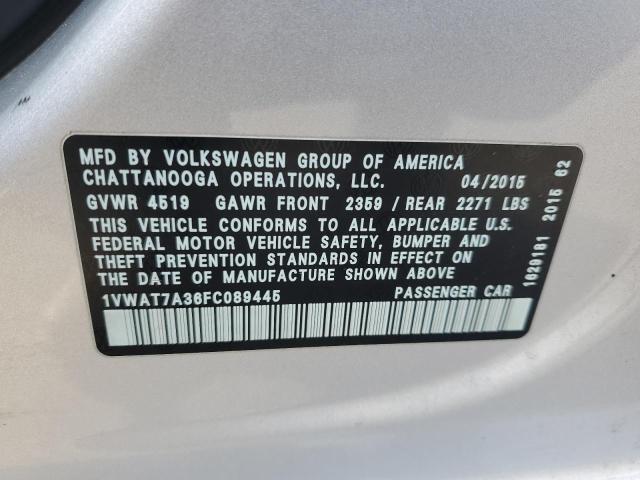 MFD BY VOLKSWAGEN GROUP OF AMERICA
CHATTANOOGA OPERATIONS, LLC. 04/2015
GVWR 4519 GAWR FRONT 2359 / REAR 2271 LBS
THIS VEHICLE CONFORMS TO ALL APPLICABLE U.S.
FEDERAL MOTOR VEHICLE SAFETY, BUMPER AND
THEFT PREVENTION STANDARDS IN EFFECT ON
THE DATE OF MANUFACTURE SHOWN ABOVE
1VWAT7A36FC089445 PASSENGER CAR
1629181 2015 62